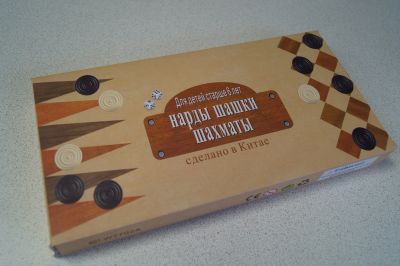 Для детей старше 6 лет
нарды шашки
шахматы
сделано в Китае